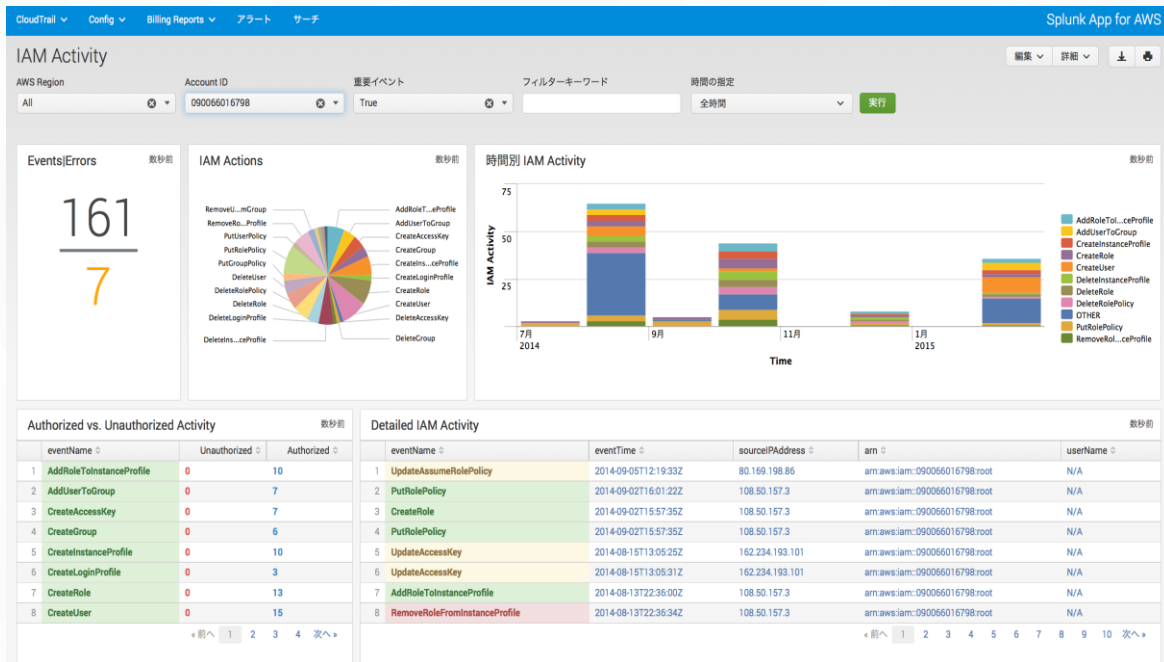 CloudTrail Config Billing Reports アラート サーチ Splunk App for AWS
IAM Activity 編集 詳細
AWS Region Account ID 重要イベント フィルターキーワード 時間の指定
All 090066016798 True 全時間 実行
Events|Errors 数秒前
161
7
IAM Actions 数秒前
RemoveU...mGroup
RemoveRo...Profile
PutUserPolicy
PutRolePolicy
PutGroupPolicy
DeleteUser
DeleteRolePolicy
DeleteRole
DeleteLoginProfile
DeleteIns...ceProfile
AddRoleT...eProfile
AddUserToGroup
CreateAccessKey
CreateGroup
CreateIns...ceProfile
CreateLoginProfile
CreateRole
CreateUser
DeleteAccessKey
DeleteGroup
時間別 IAM Activity 数秒前
IAM Activity
75
50
25
7月 9月 11月 1月
2014 2015
Time
AddRoleToI...ceProfile
AddUserToGroup
CreateInstanceProfile
CreateRole
CreateUser
DeleteInstanceProfile
DeleteRole
DeleteRolePolicy
OTHER
PutRolePolicy
RemoveRol...ceProfile
Authorized vs. Unauthorized Activity 数秒前
eventName Unauthorized Authorized
1 AddRoleToInstanceProfile 0 10
2 AddUserToGroup 0 7
3 CreateAccessKey 0 7
4 CreateGroup 0 6
5 CreateInstanceProfile 0 10
6 CreateLoginProfile 0 3
7 CreateRole 0 13
8 CreateUser 0 15
«前へ 1 2 3 4 次へ»
Detailed IAM Activity 数秒前
eventName eventTime sourceIPAddress arn userName
1 UpdateAssumeRolePolicy 2014-09-05T12:19:33Z 80.169.198.86 arn:aws:iam::090066016798:root N/A
2 PutRolePolicy 2014-09-02T16:01:22Z 108.50.157.3 arn:aws:iam::090066016798:root N/A
3 CreateRole 2014-09-02T15:57:35Z 108.50.157.3 arn:aws:iam::090066016798:root N/A
4 PutRolePolicy 2014-09-02T15:57:35Z 108.50.157.3 arn:aws:iam::090066016798:root N/A
5 UpdateAccessKey 2014-08-15T13:05:25Z 162.234.193.101 arn:aws:iam::090066016798:root N/A
6 UpdateAccessKey 2014-08-15T13:05:31Z 162.234.193.101 arn:aws:iam::090066016798:root N/A
7 AddRoleToInstanceProfile 2014-08-13T22:36:00Z 108.50.157.3 arn:aws:iam::090066016798:root N/A
8 RemoveRoleFromInstanceProfile 2014-08-13T22:36:34Z 108.50.157.3 arn:aws:iam::090066016798:root N/A
«前へ 1 2 3 4 5 6 7 8 9 10 次へ»